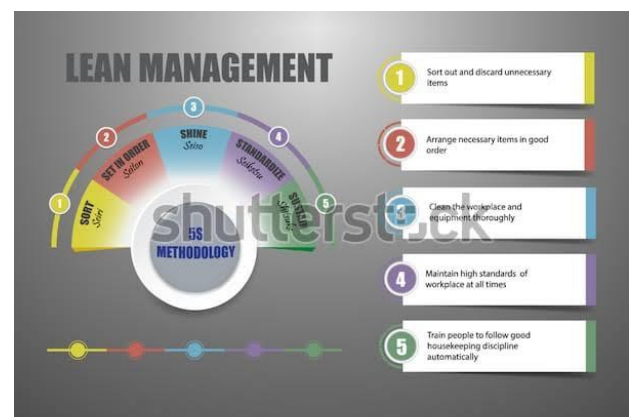 LEAN MANAGEMENT
1
SORT
Seiri
2
SET IN ORDER
Seiton
3
SHINE
Seiso
4
STANDARDIZE
Seiketsu
5
SUSTAIN
Shitsuke
5S
METHODOLOGY
1
Sort out and discard unnecessary
items
2
Arrange necessary items in good
order
3
Clean the workplace and
equipment thoroughly
4
Maintain high standards of
workplace at all times
5
Train people to follow good
housekeeping discipline
automatically
shutterstock